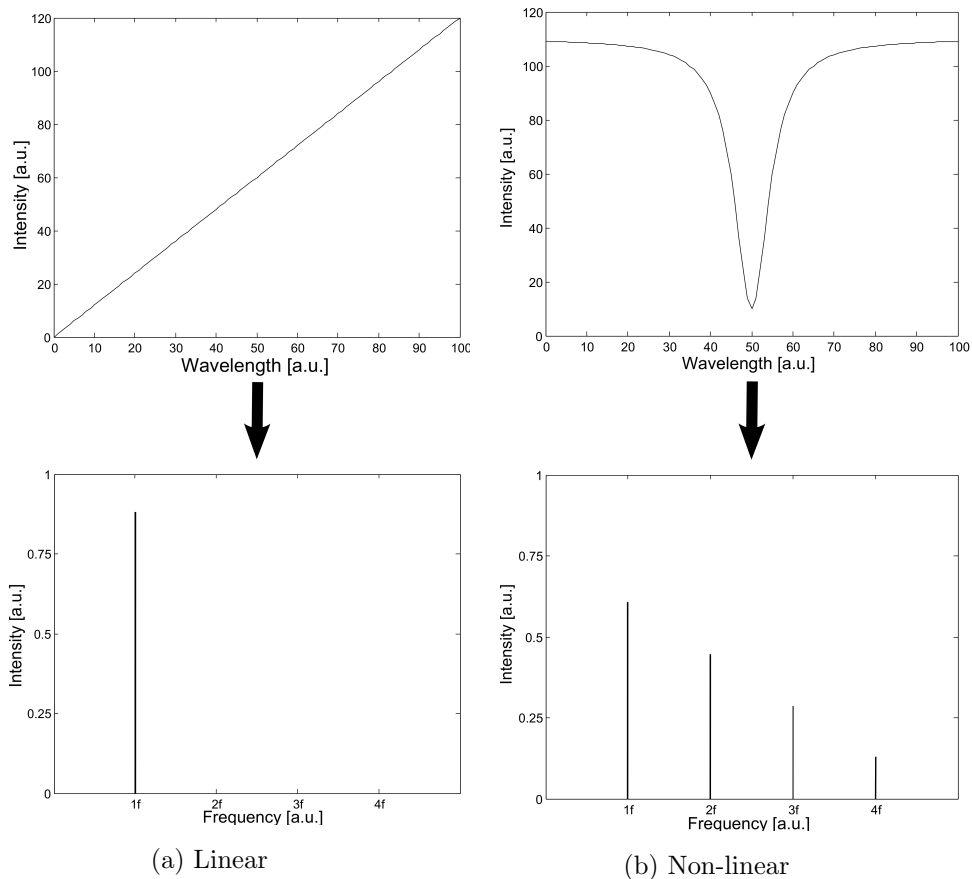 120
100
80
60
40
20
0
Intensity [a.u.]
0 10 20 30 40 50 60 70 80 90 100
Wavelength [a.u.]
120
100
80
60
40
20
0
Intensity [a.u.]
0 10 20 30 40 50 60 70 80 90 100
Wavelength [a.u.]
1
0.75
0.5
0.25
0
Intensity [a.u.]
1f 2f 3f 4f
Frequency [a.u.]
(a) Linear
1
0.75
0.5
0.25
0
Intensity [a.u.]
1f 2f 3f 4f
Frequency [a.u.]
(b) Non-linear